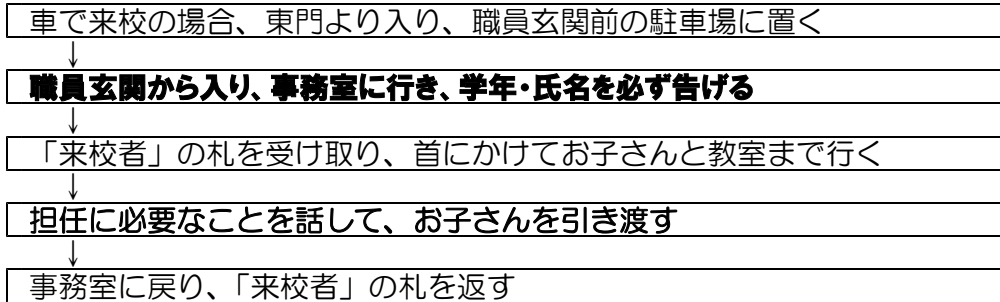 車で来校の場合、東門より入り、職員玄関前の駐車場に置く
↓
職員玄関から入り、事務室に行き、学年・氏名を必ず告げる
↓
「来校者」の札を受け取り、首にかけてお子さんと教室まで行く
↓
担任に必要なことを話して、お子さんを引き渡す
↓
事務室に戻り、「来校者」の札を返す